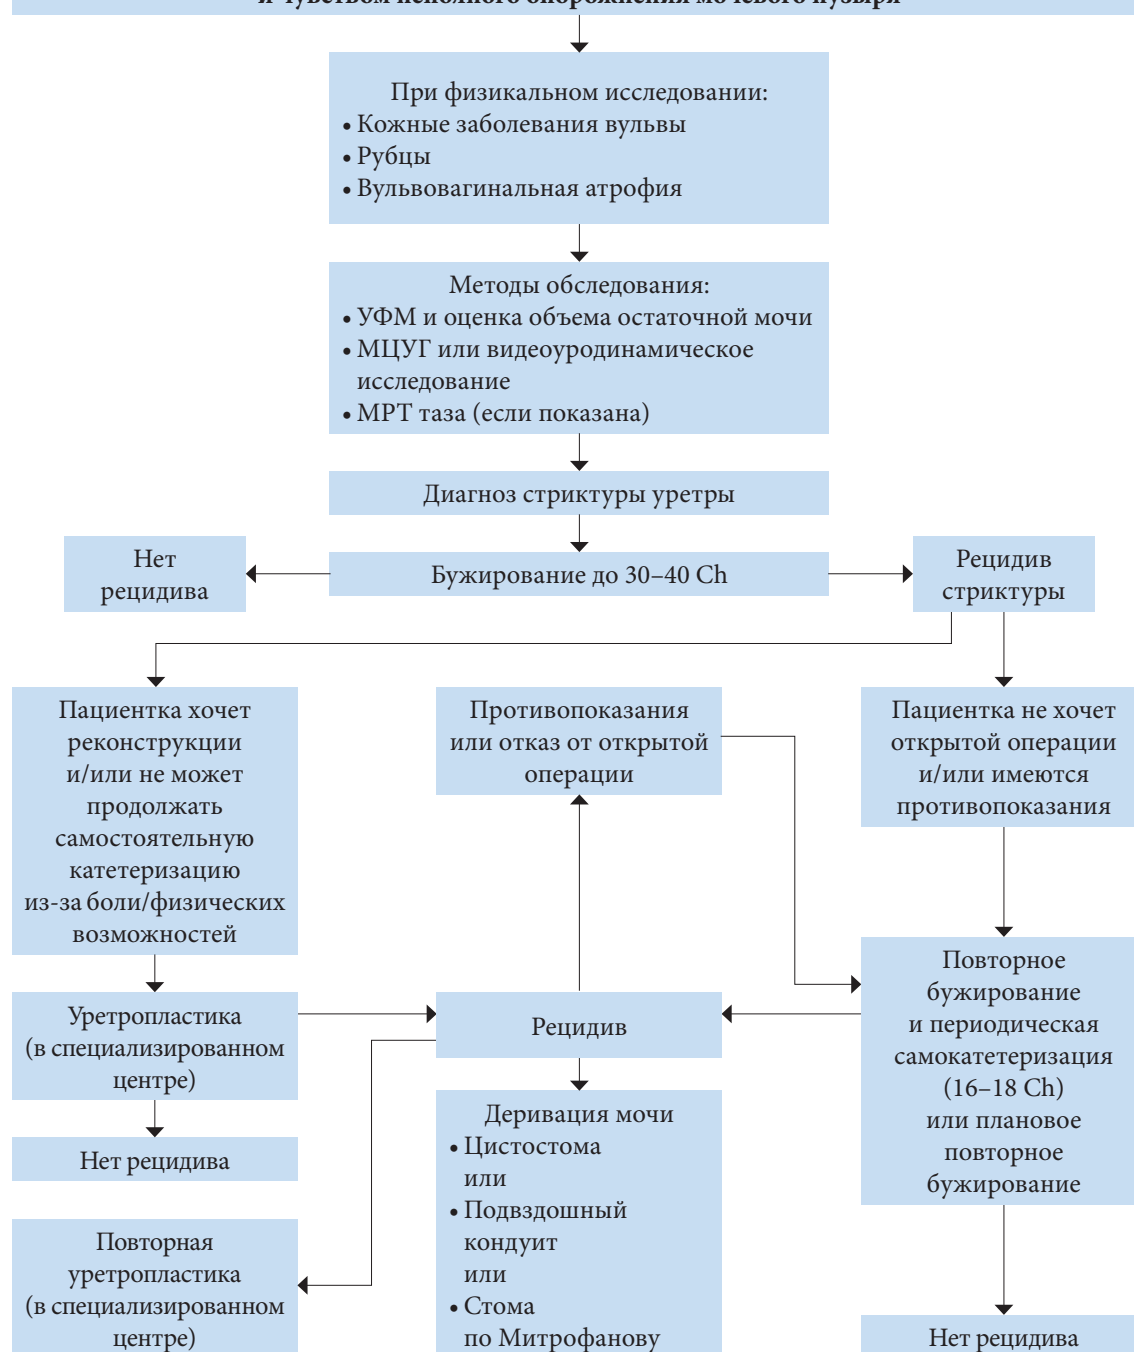 При физикальном исследовании:
• Кожные заболевания вульвы
• Рубцы
• Вульвовагинальная атрофия
Методы обследования:
• УФМ и оценка объема остаточной мочи
• МЦУГ или видеоуродинамическое
исследование
• МРТ таза (если показана)
Диагноз стриктуры уретры
Нет
рецидива
Бужирование до 30–40 Ch
Рецидив
стриктуры
Пациентка хочет
реконструкции
и/или не может
продолжать
самостоятельную
катетеризацию
из-за боли/физических
возможностей
Противопоказания
или отказ от открытой
операции
Пациентка не хочет
открытой операции
и/или имеются
противопоказания
Уретропластика
(в специализированном
центре)
Рецидив
Повторное
бужирование
и периодическая
самокатетеризация
(16–18 Ch)
или плановое
повторное
бужирование
Нет рецидива
Деривация мочи
• Цистостома
или
• Подвздошный
кондуит
или
• Стома
по Митрофанову
Повторная
уретропластика
(в специализированном
центре)
Нет рецидива